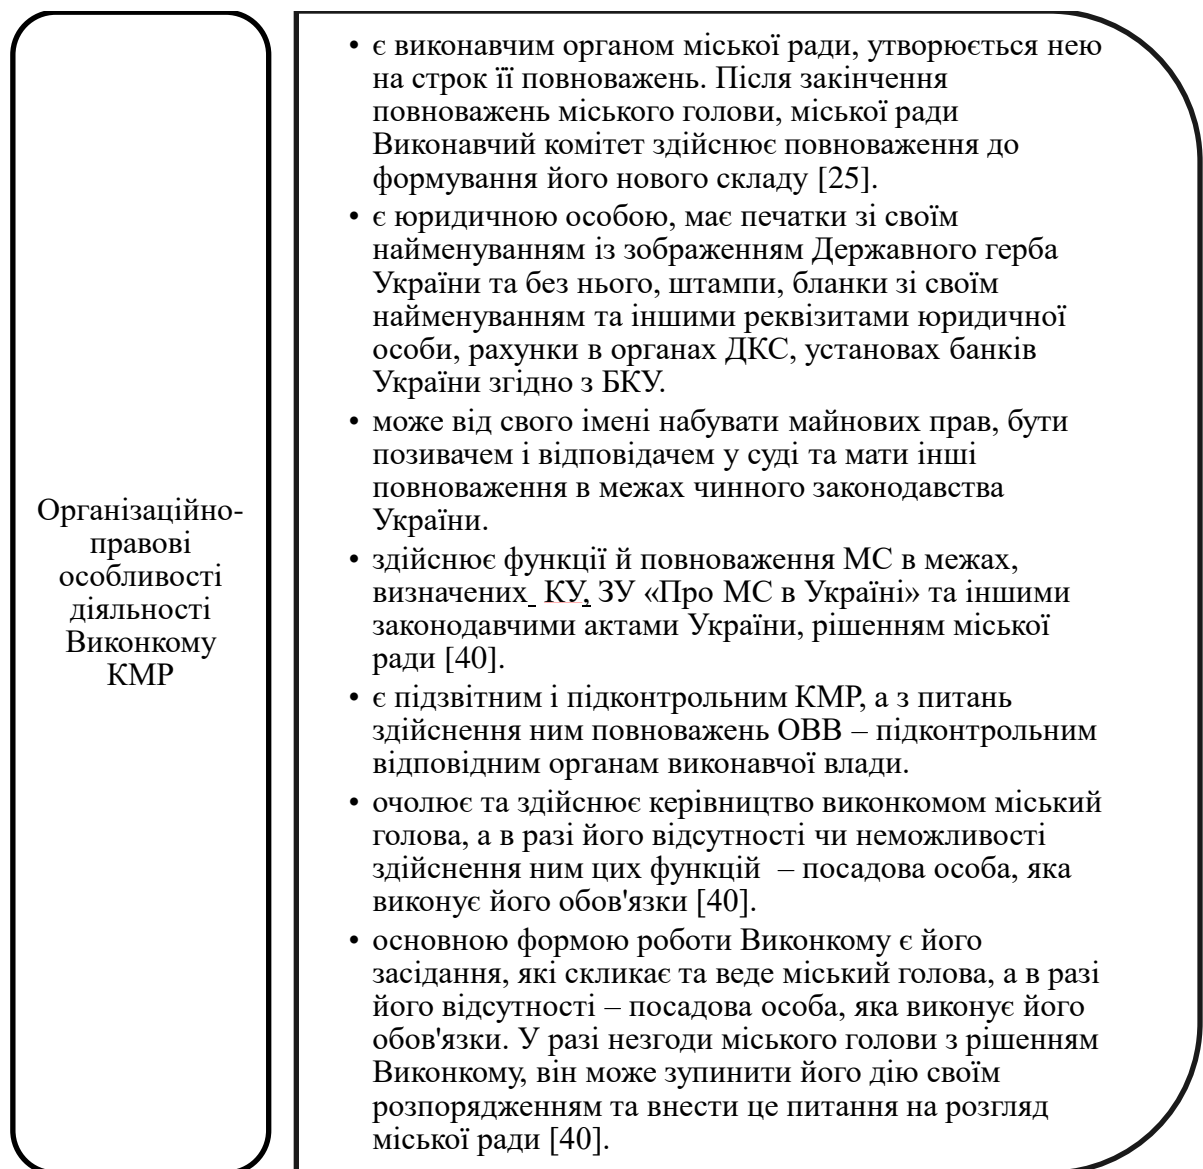 Організаційно-
правові
особливості
діяльності
Виконкому
КМР
• є виконавчим органом міської ради, утворюється нею
на строк її повноважень. Після закінчення
повноважень міського голови, міської ради
Виконавчий комітет здійснює повноваження до
формування його нового складу [25].
• є юридичною особою, має печатки зі своїм
найменуванням із зображенням Державного герба
України та без нього, штампи, бланки зі своїм
найменуванням та іншими реквізитами юридичної
особи, рахунки в органах ДКС, установах банків
України згідно з БКУ.
• може від свого імені набувати майнових прав, бути
позивачем і відповідачем у суді та мати інші
повноваження в межах чинного законодавства
України.
• здійснює функції й повноваження МС в межах,
визначених КУ, ЗУ «Про МС в Україні» та іншими
законодавчими актами України, рішенням міської
ради [40].
• є підзвітним і підконтрольним КМР, а з питань
здійснення ним повноважень ОВВ – підконтрольним
відповідним органам виконавчої влади.
• очолює та здійснює керівництво виконкомом міський
голова, а в разі його відсутності чи неможливості
здійснення ним цих функцій – посадова особа, яка
виконує його обов'язки [40].
• основною формою роботи Виконкому є його
засідання, які скликає та веде міський голова, а в разі
його відсутності – посадова особа, яка виконує його
обов'язки. У разі незгоди міського голови з рішенням
Виконкому, він може зупинити його дію своїм
розпорядженням та внести це питання на розгляд
міської ради [40].